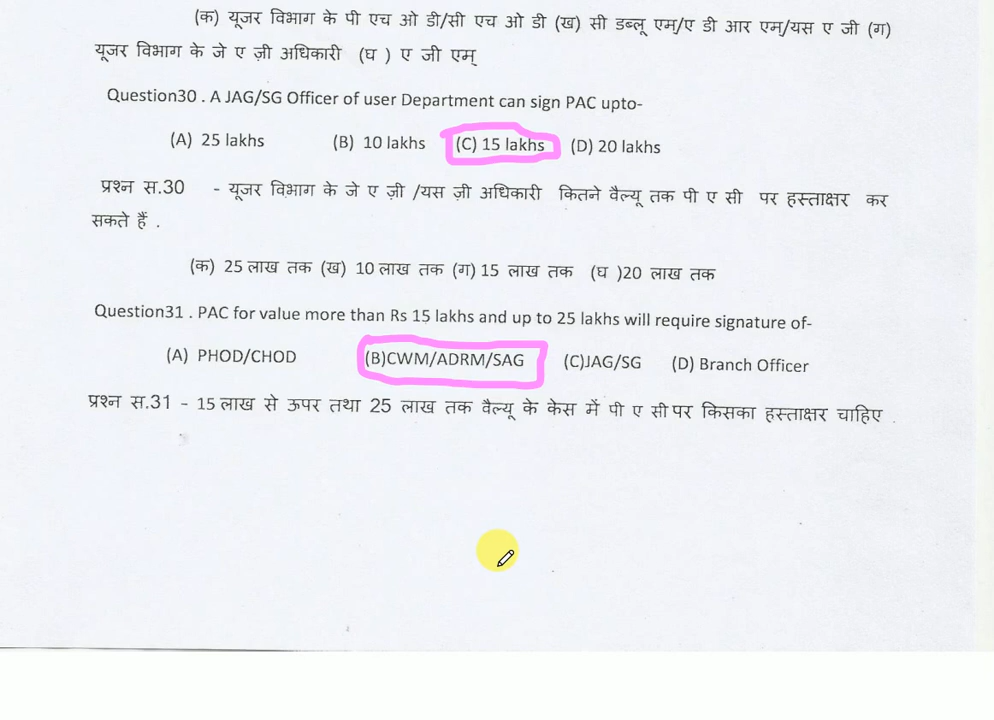 (क) यूजर विभाग के पी एच ओ डी/सी एच ओ डी (ख) सी डब्लू एम/ए डी आर एम/यस ए जी (ग)
यूजर विभाग के जे ए ज़ी अधिकारी (घ ) ए जी एम्
Question30 . A JAG/SG Officer of user Department can sign PAC upto-
(A) 25 lakhs (B) 10 lakhs (C) 15 lakhs (D) 20 lakhs
प्रश्न स.30 - यूजर विभाग के जे ए ज़ी /यस ज़ी अधिकारी कितने वैल्यू तक पी ए सी पर हस्ताक्षर कर
सकते हैं .
(क) 25 लाख तक (ख) 10 लाख तक (ग) 15 लाख तक (घ )20 लाख तक
Question31 . PAC for value more than Rs 15 lakhs and up to 25 lakhs will require signature of-
(A) PHOD/CHOD (B)CWM/ADRM/SAG (C)JAG/SG (D) Branch Officer
प्रश्न स.31 - 15 लाख से ऊपर तथा 25 लाख तक वैल्यू के केस में पी ए सी पर किसका हस्ताक्षर चाहिए .